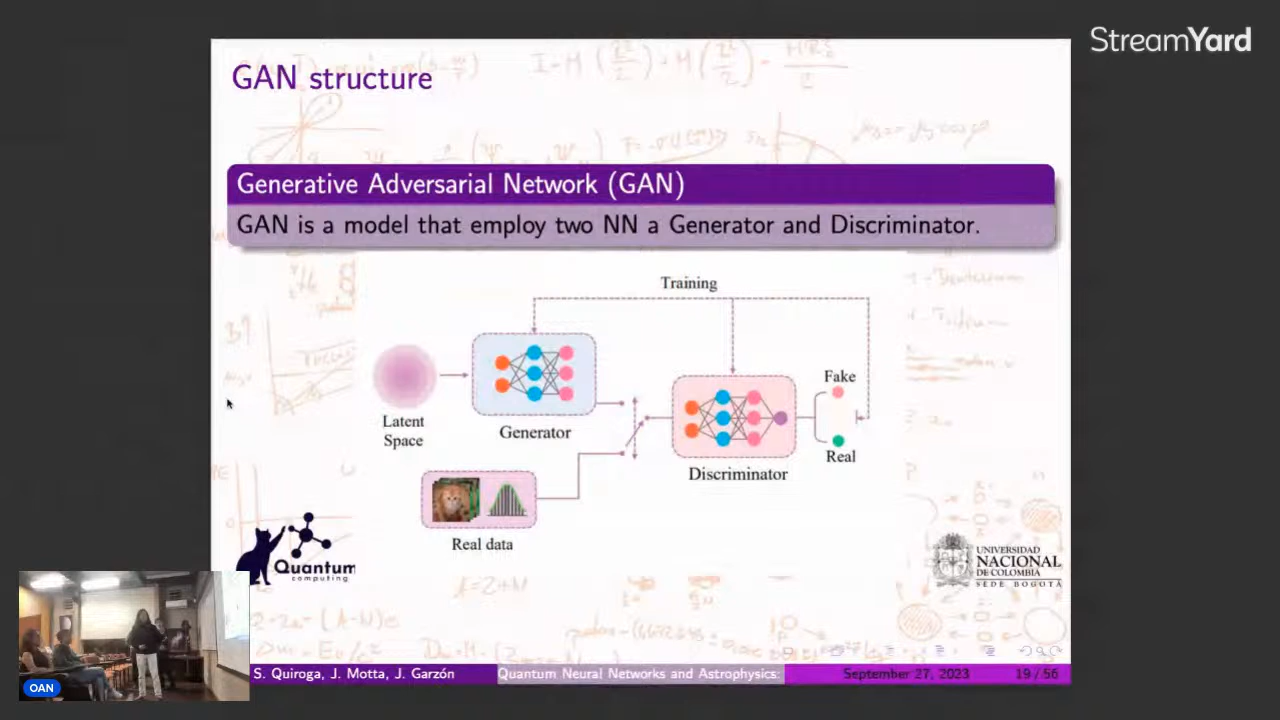 StreamYard
GAN structure
Generative Adversarial Network (GAN)
GAN is a model that employ two NN a Generator and Discriminator.
Training
Fake
Latent
Space
Generator
Real
Discriminator
Real data
Quantum
computing
UNIVERSIDAD
NACIONAL
DE COLOMBIA
SEDE BOGOTÁ
OAN
S. Quiroga, J. Motta, J. Garzón
Quantum Neural Networks and Astrophysics:
September 27, 2023
19 / 56